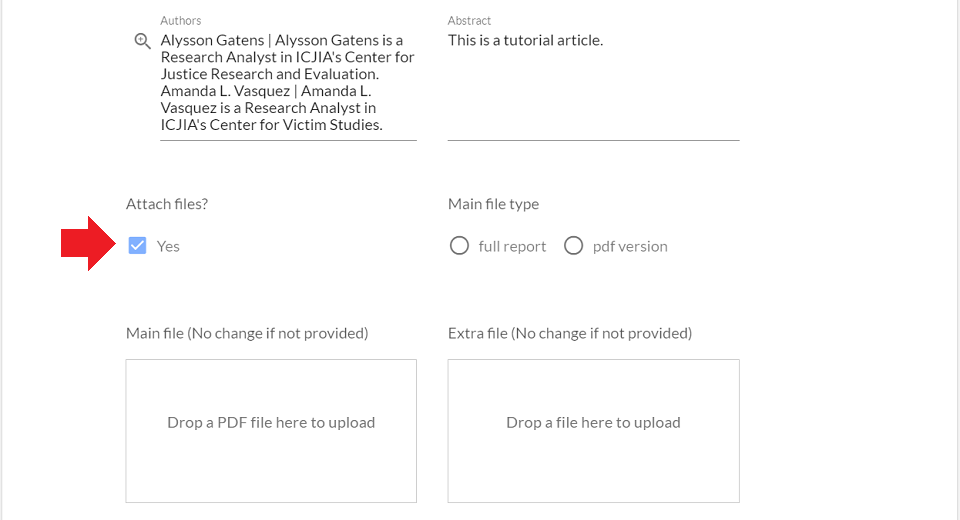 Authors
Alysson Gatens | Alysson Gatens is a
Research Analyst in ICJIA's Center for
Justice Research and Evaluation.
Amanda L. Vasquez | Amanda L.
Vasquez is a Research Analyst in
ICJIA's Center for Victim Studies.
Abstract
This is a tutorial article.
Attach files?
Yes
Main file type
full report
pdf version
Main file (No change if not provided)
Drop a PDF file here to upload
Extra file (No change if not provided)
Drop a file here to upload